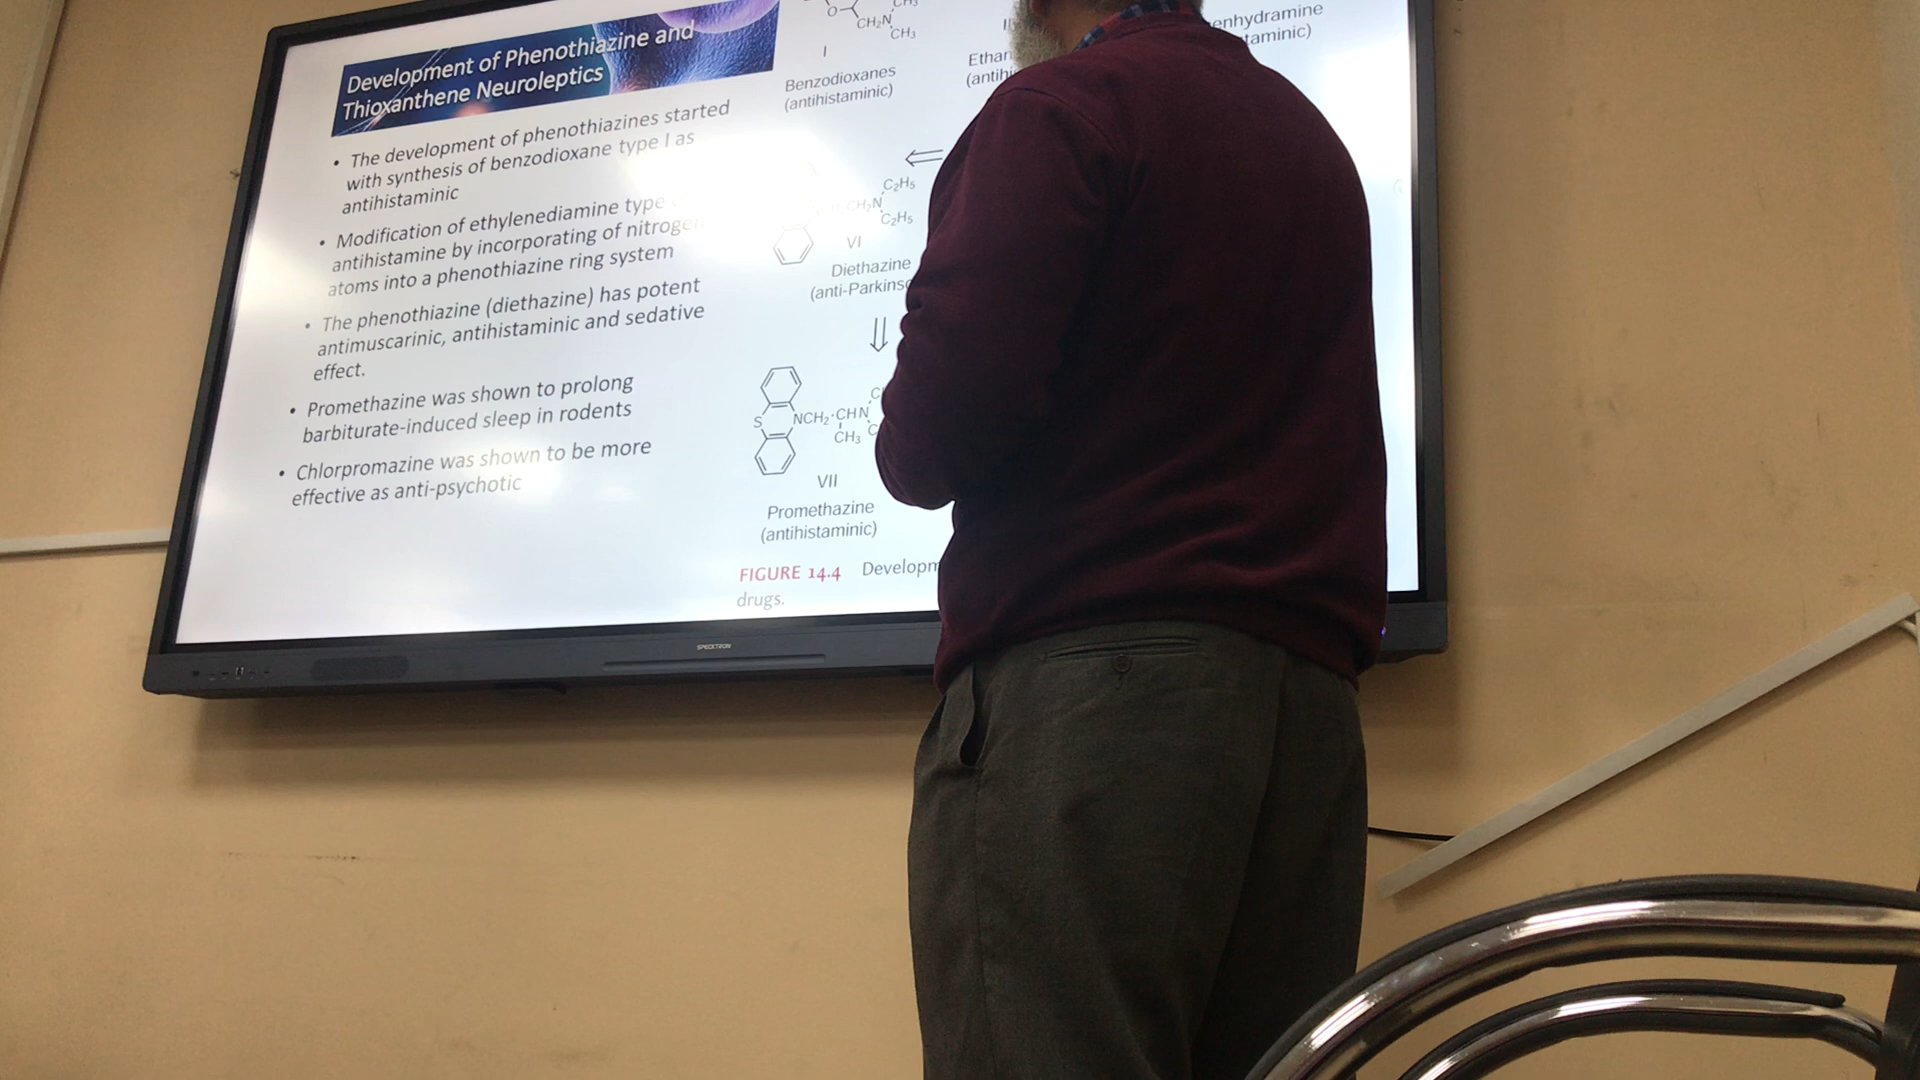 Development of Phenothiazine and
Thioxanthene Neuroleptics
• The development of phenothiazines started
with synthesis of benzodioxane type I as
antihistaminic
• Modification of ethylenediamine type
antihistamine by incorporating of nitrogen
atoms into a phenothiazine ring system
• The phenothiazine (diethazine) has potent
antimuscarinic, antihistaminic and sedative
effect.
• Promethazine was shown to prolong
barbiturate-induced sleep in rodents
• Chlorpromazine was shown to be more
effective as anti-psychotic
O
CH₂N
CH₃
CH₃
I
Benzodioxanes
(antihistaminic)
C₂H₅
CH₂N
C₂H₅
VI
Diethazine
S
NCH₂·CHN
CH₃
VII
Promethazine
(antihistaminic)
FIGURE 14.4
drugs.
SPECKTRON